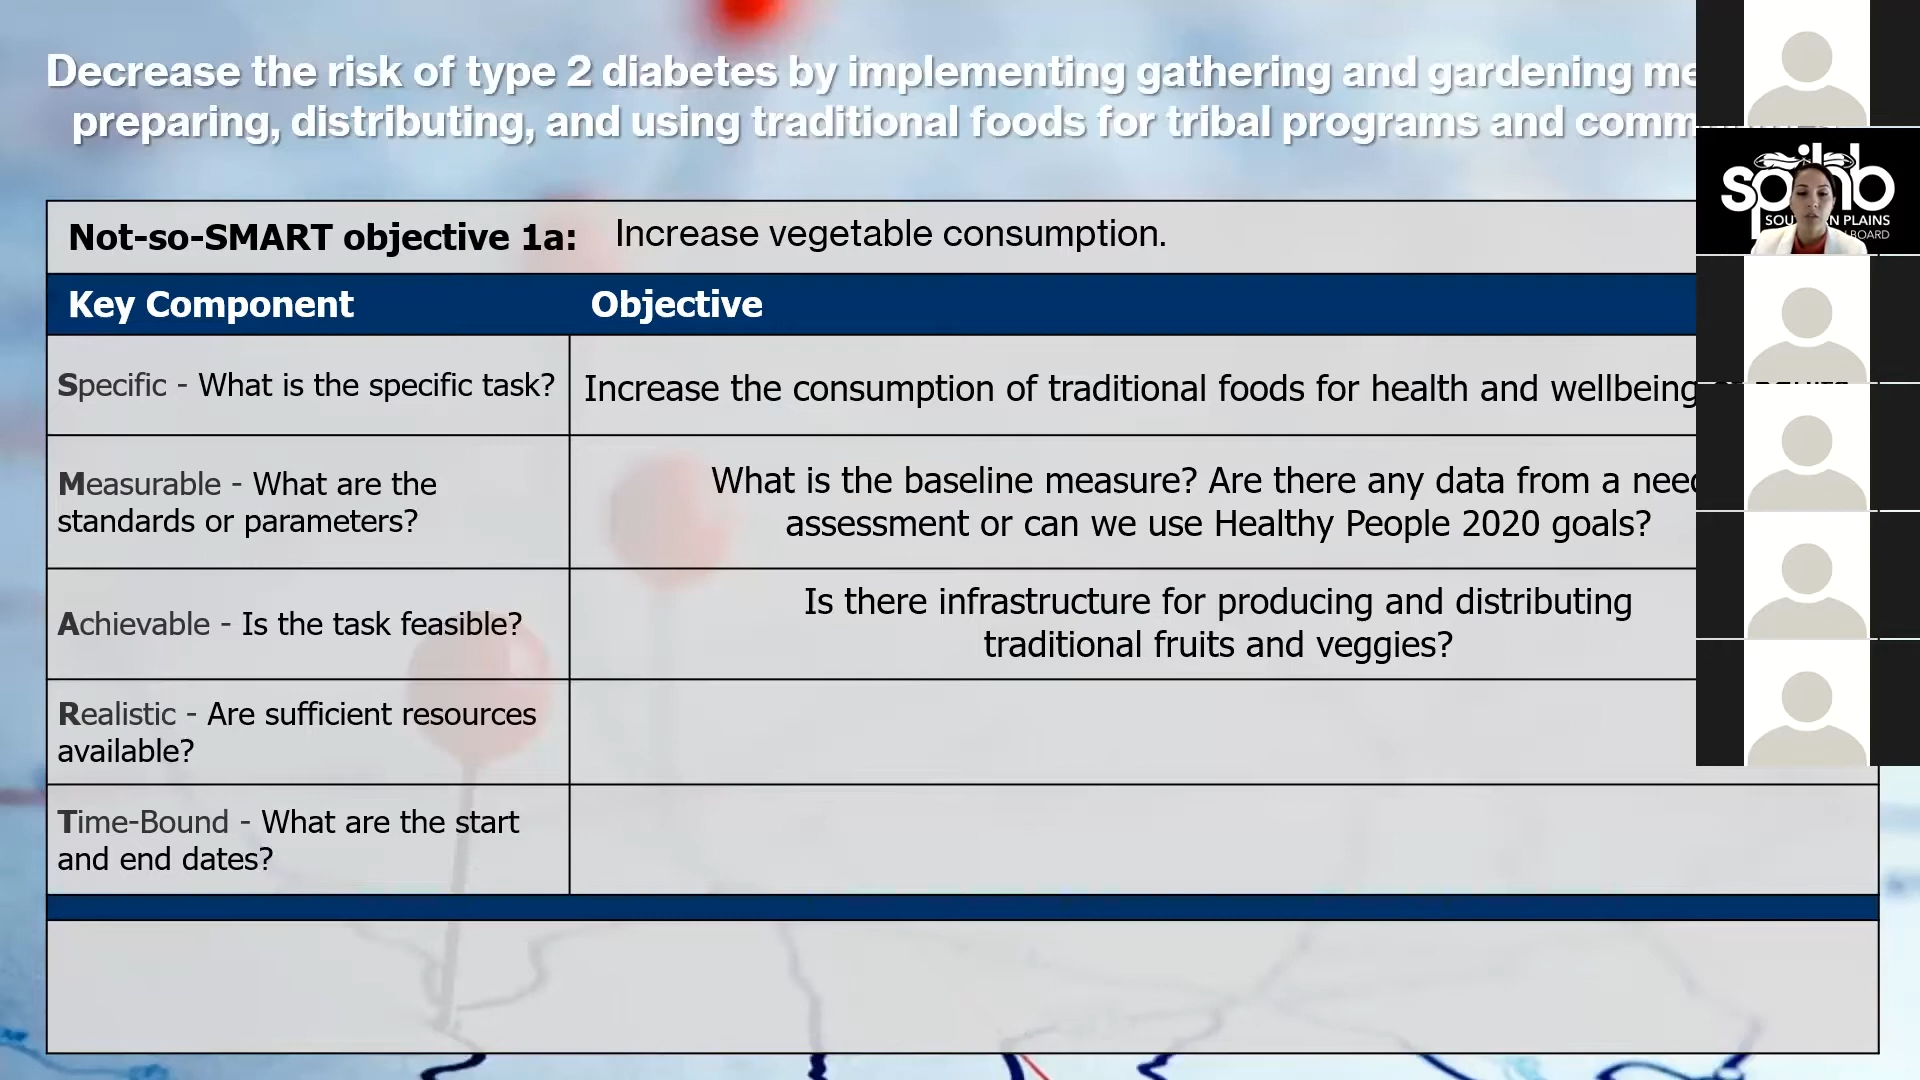 Decrease the risk of type 2 diabetes by implementing gathering and gardening
preparing, distributing, and using traditional foods for tribal programs and
Not-so-SMART objective 1a: Increase vegetable consumption.
Key Component Objective
Specific - What is the specific task? Increase the consumption of traditional foods for health and wellbeing
Measurable - What are the
standards or parameters?
What is the baseline measure? Are there any data from a
assessment or can we use Healthy People 2020 goals?
Achievable - Is the task feasible?
Is there infrastructure for producing and distributing
traditional fruits and veggies?
Realistic - Are sufficient resources
available?
Time-Bound - What are the start
and end dates?
PLAINS
BOARD